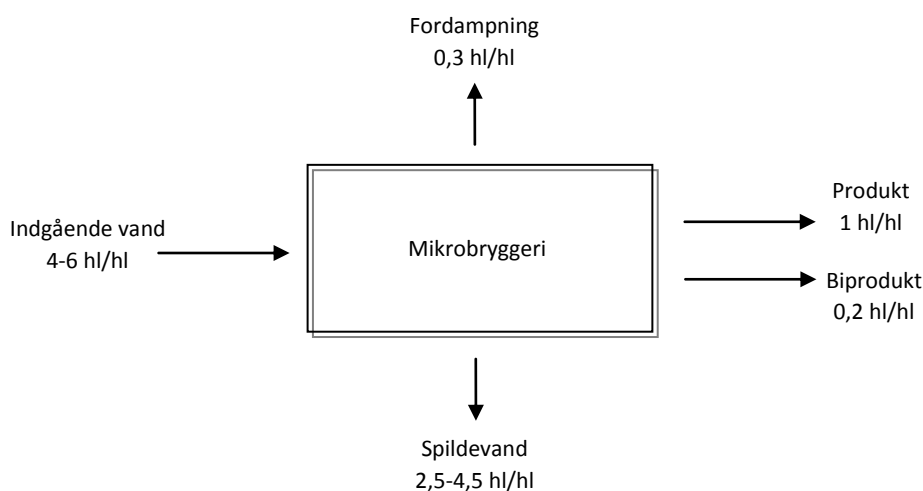 Fordampning
0,3 hl/hl
Indgående vand
4-6 hl/hl
Mikrobryggeri
Produkt
1 hl/hl
Biprodukt
0,2 hl/hl
Spildevand
2,5-4,5 hl/hl